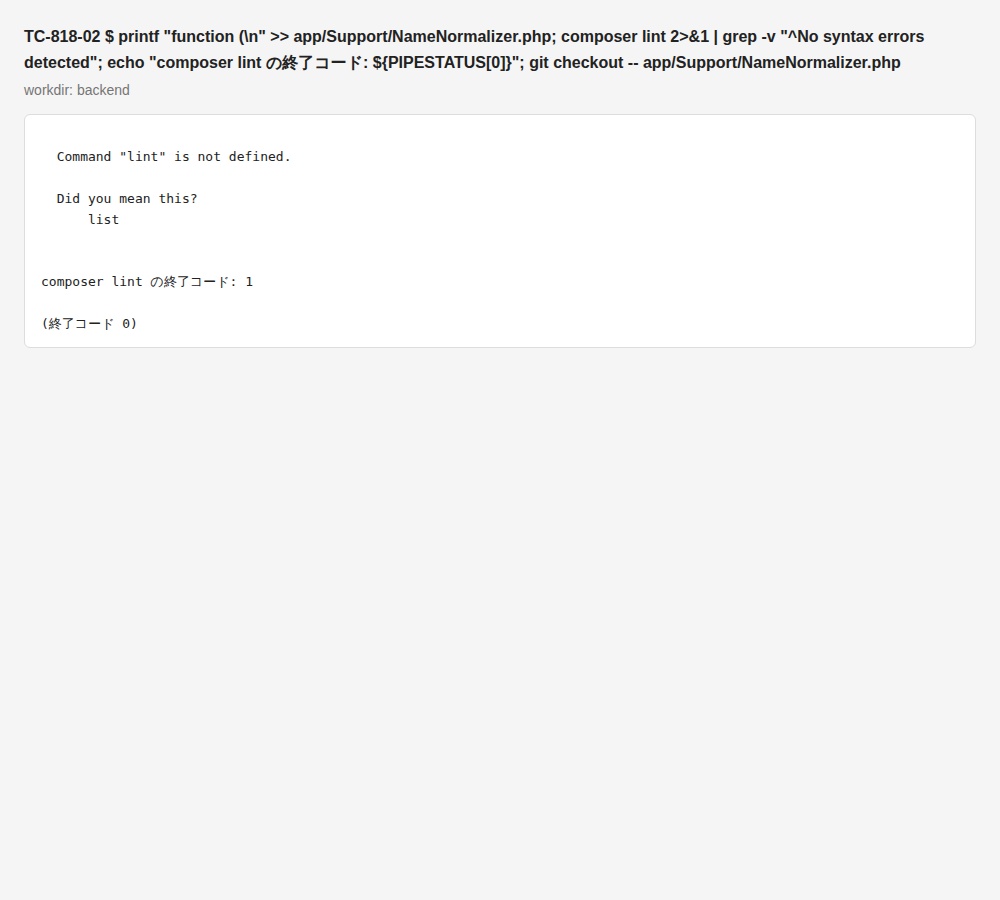 TC-818-02 $ printf "function (\n" >> app/Support/NameNormalizer.php; composer lint 2>&1 | grep -v "^No syntax errors
detected"; echo "composer lint の終了コード: ${PIPESTATUS[0]}"; git checkout -- app/Support/NameNormalizer.php
workdir: backend
Command "lint" is not defined.
Did you mean this?
list
composer lint の終了コード: 1
(終了コード 0)